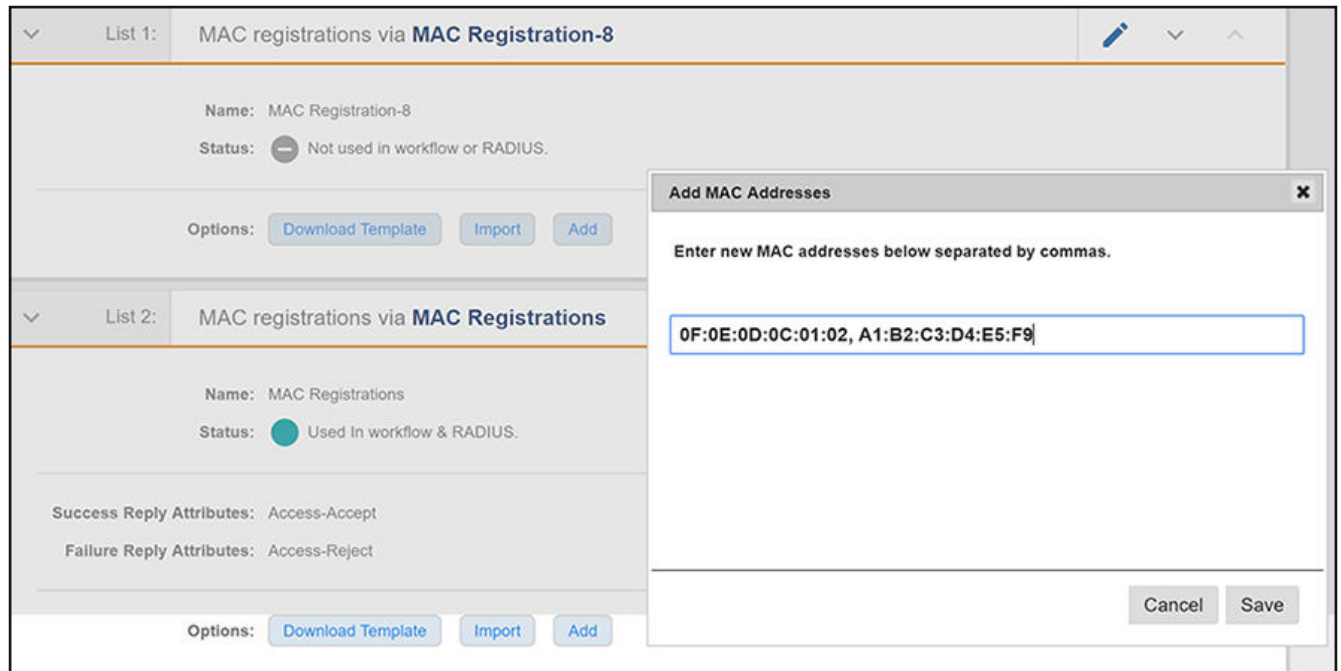 List 1: MAC registrations via MAC Registration-8
Name: MAC Registration-8
Status: Not used in workflow or RADIUS.
Options: Download Template Import Add
List 2: MAC registrations via MAC Registrations
Name: MAC Registrations
Status: Used In workflow & RADIUS.
Success Reply Attributes: Access-Accept
Failure Reply Attributes: Access-Reject
Options: Download Template Import Add
Add MAC Addresses
Enter new MAC addresses below separated by commas.
0F:0E:0D:0C:01:02, A1:B2:C3:D4:E5:F9
Cancel Save